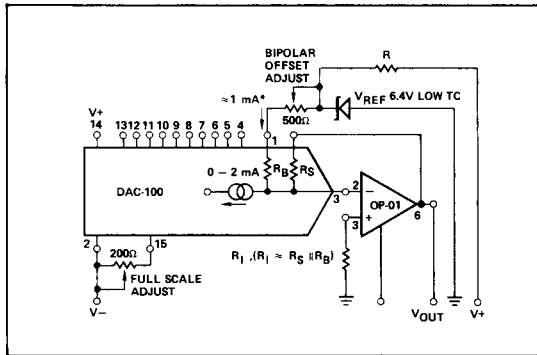 BIPOLAR
OFFSET
ADJUST
R
≈1 mA*
500Ω
VREF 6.4V LOW TC
V+
14
13 12 11 10 9 8 7 6 5 4
1
0 – 2 mA
RB
RS
DAC-100
3
2
–
OP-01
6
+
3
2
15
200Ω
FULL SCALE
ADJUST
V–
RI ,(RI ≈ RS ||RB)
VOUT
V+